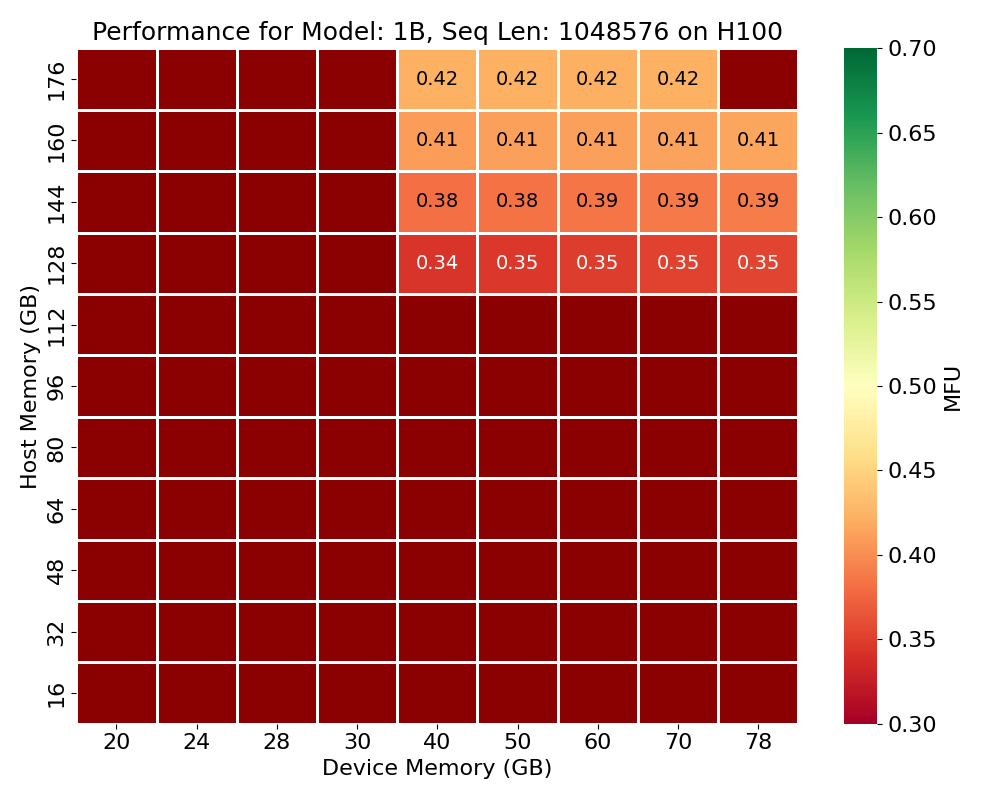 Performance for Model: 1B, Seq Len: 1048576 on H100
176 0.42 0.42 0.42 0.42
160 0.41 0.41 0.41 0.41 0.41
144 0.38 0.38 0.39 0.39 0.39
128 0.34 0.35 0.35 0.35 0.35
112
96
80
64
48
32
16
Host Memory (GB)
20 24 28 30 40 50 60 70 78
Device Memory (GB)
0.70
0.65
0.60
0.55
0.50
0.45
0.40
0.35
0.30
MFU